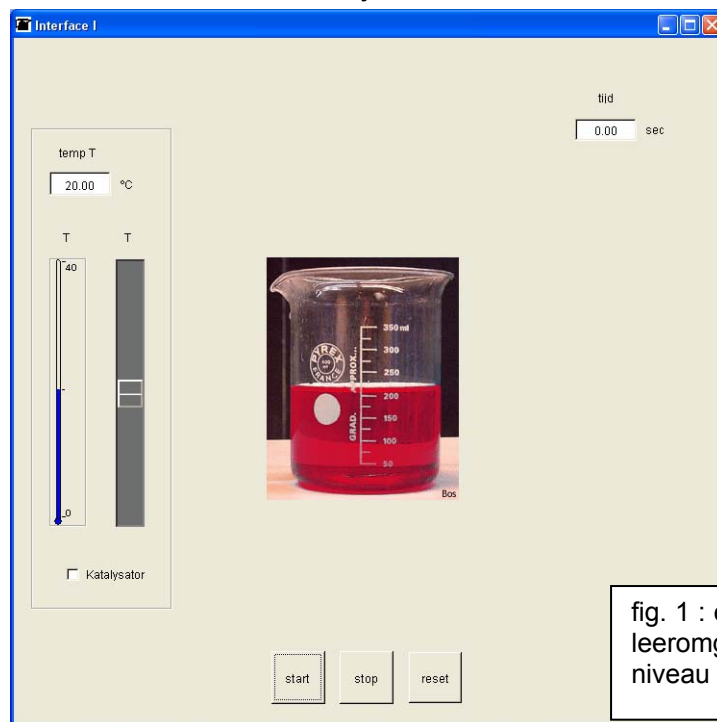 Interface I
tijd
0.00 sec
temp T
20.00 °C
T T
40
0
Katalysator
350 ml
300
250
200
150
100
50
PYREX
FRANCE
APPROX...
GRAD.
Bos
start stop reset
fig. 1 :
leeromg
niveau